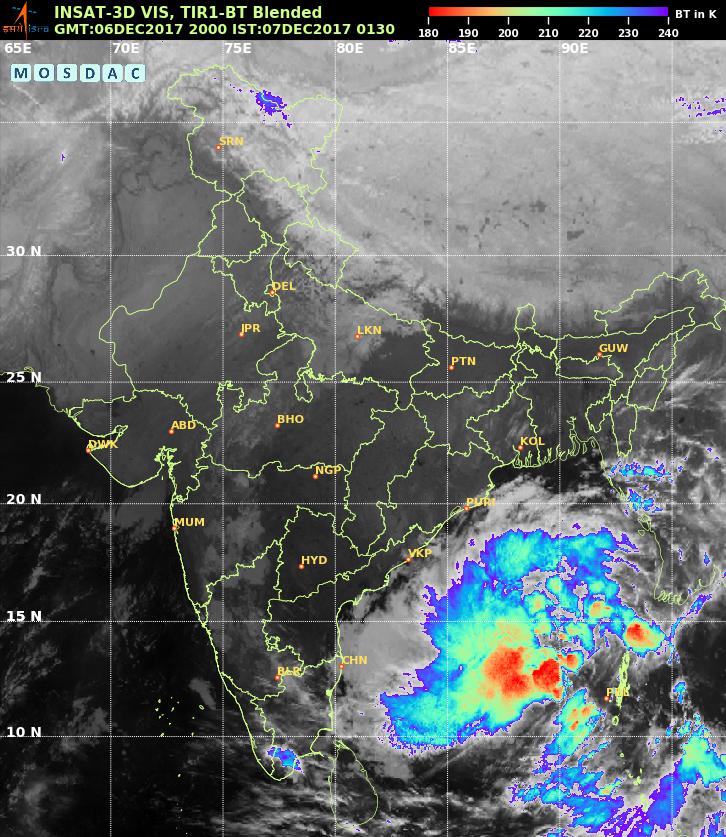 INSAT-3D VIS, TIR1-BT Blended
GMT:06DEC2017 2000 IST:07DEC2017 0130
BT in K
180 190 200 210 220 230 240
65E 70E 75E 80E 85E 90E
MOSDAC
SRN
30 N
DEL
JPR LKN
GUW
PTN
25 N
ABD BHO
DWK KOL
NGP
20 N PURI
MUM
VKP
HYD
15 N
CHN
BLR
10 N